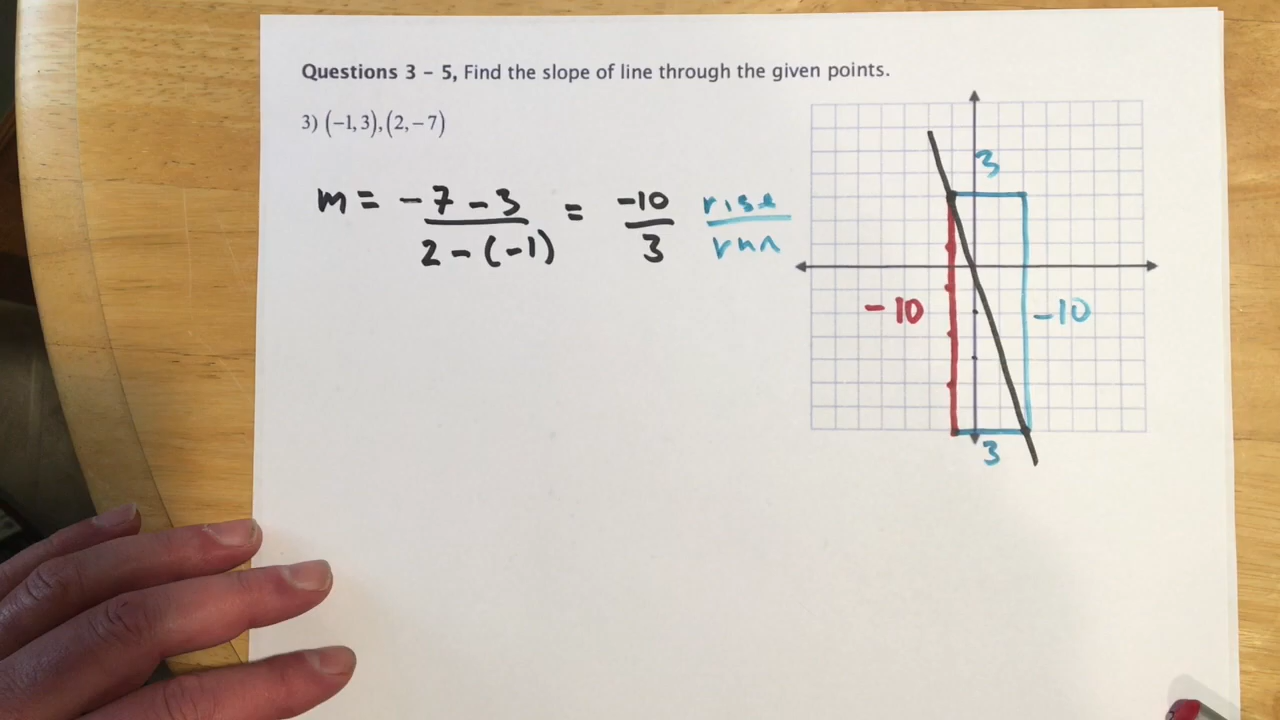 Questions 3 – 5, Find the slope of line through the given points.
3) (−1, 3), (2, −7)
m = -7 - 3 / 2 - (-1) = -10 / 3 rise / run
3
-10
-10
3